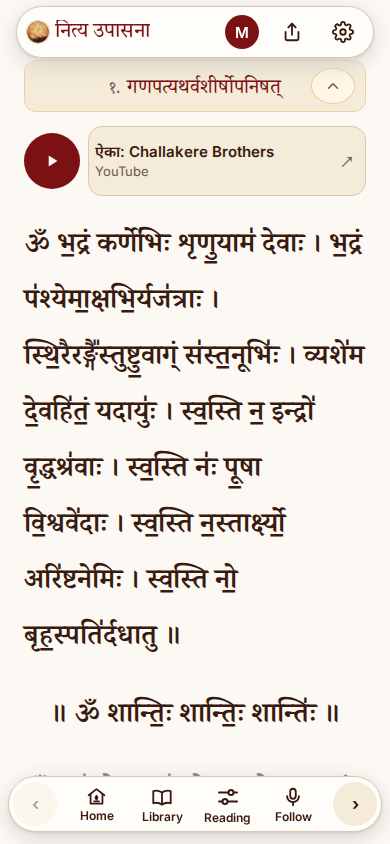 नित्य उपासना
M
१. गणपत्यथर्वशीर्षोपनिषत्
ऐका: Challakere Brothers
YouTube
ॐ भ॒द्रं कर्णे॑भिः शृणु॒याम॑ देवाः । भ॒द्रं
प॑श्येमा॒क्षभि॒र्यज॑त्राः ।
स्थि॒रैरङ्गै᳚स्तुष्टु॒वाग्ं स॑स्त॒नूभिः॑ । व्यशे॑म
दे॒वहि॑तं॒ यदायुः॑ । स्व॒स्ति न॒ इन्द्रो॑
वृ॒द्धश्र॑वाः । स्व॒स्ति नः॑ पू॒षा
वि॒श्ववे॑दाः । स्व॒स्ति न॒स्तार्क्ष्यो॒
अरि॑ष्टनेमिः । स्व॒स्ति नो॒
बृह॒स्पति॑र्दधातु ॥
॥ ॐ शान्तिः॒ शान्तिः॒ शान्तिः॑ ॥
Home
Library
Reading
Follow